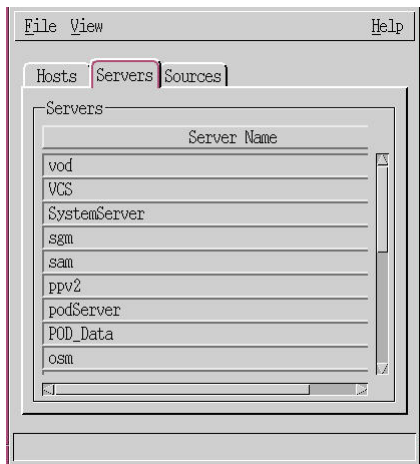 File View Help
Hosts Servers Sources
Servers
Server Name
vod
VCS
SystemServer
sgm
sam
ppv2
podServer
POD_Data
osm